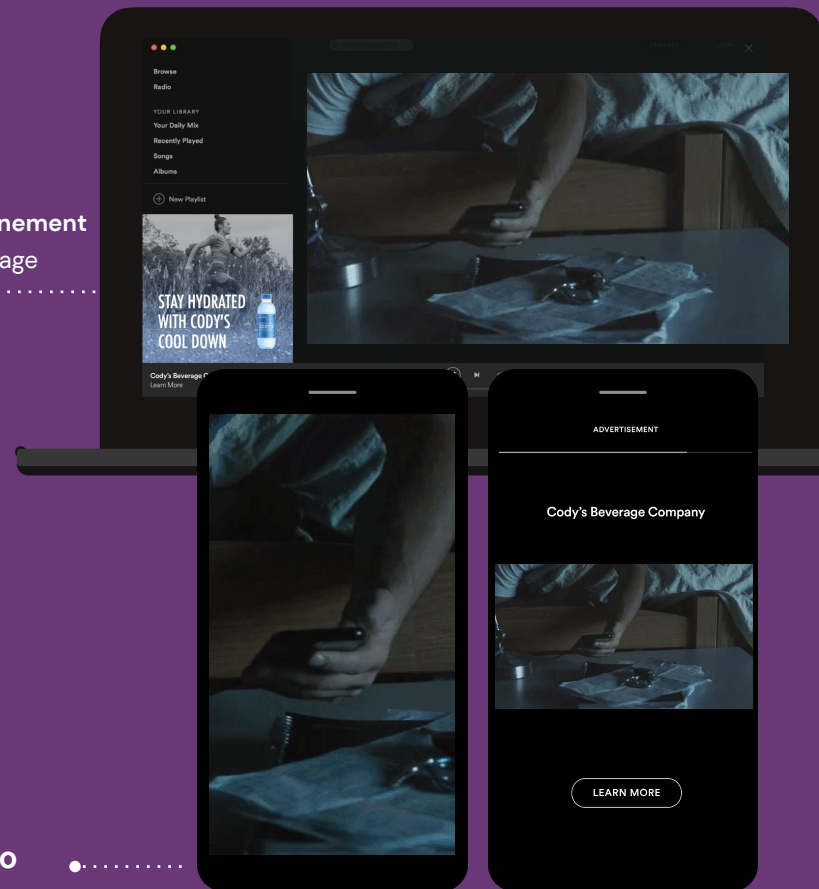 Browse
Radio
YOUR LIBRARY
Your Daily Mix
Recently Played
Songs
Albums
New Playlist
nement
age
STAY HYDRATED
WITH CODY'S
COOL DOWN
Cody's Beverage
Learn More
ADVERTISEMENT
Cody's Beverage Company
LEARN MORE
o